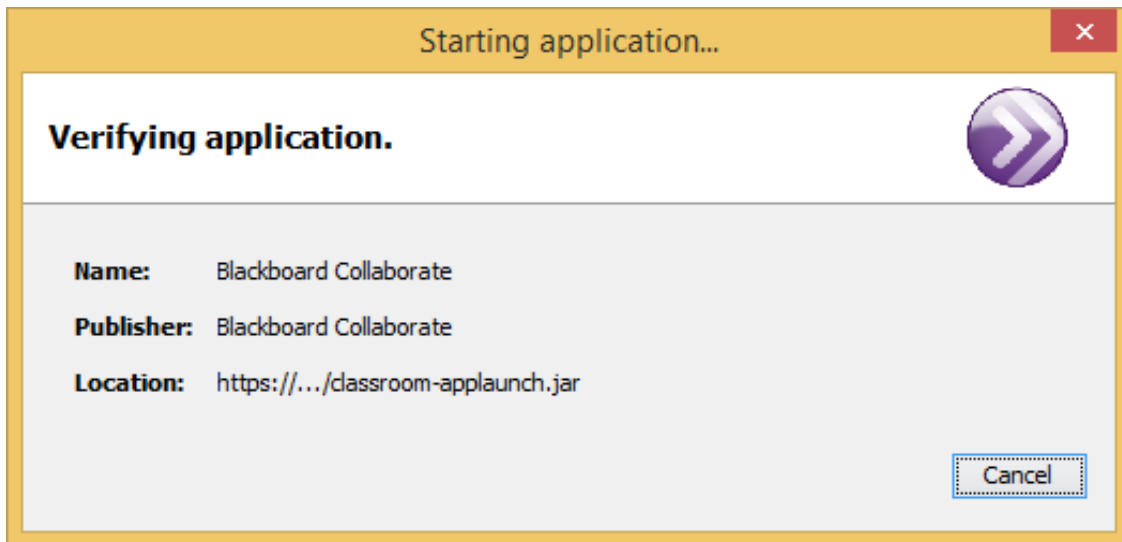 Starting application...
Verifying application.
Name: Blackboard Collaborate
Publisher: Blackboard Collaborate
Location: https://.../classroom-applaunch.jar
Cancel